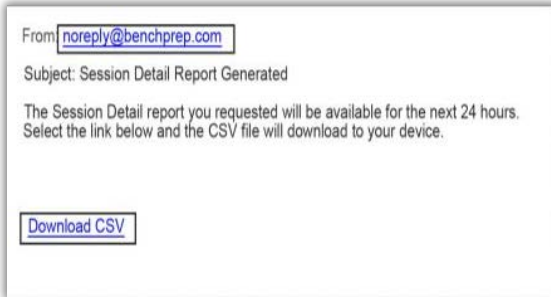 From: noreply@benchprep.com
Subject: Session Detail Report Generated
The Session Detail report you requested will be available for the next 24 hours.
Select the link below and the CSV file will download to your device.
Download CSV